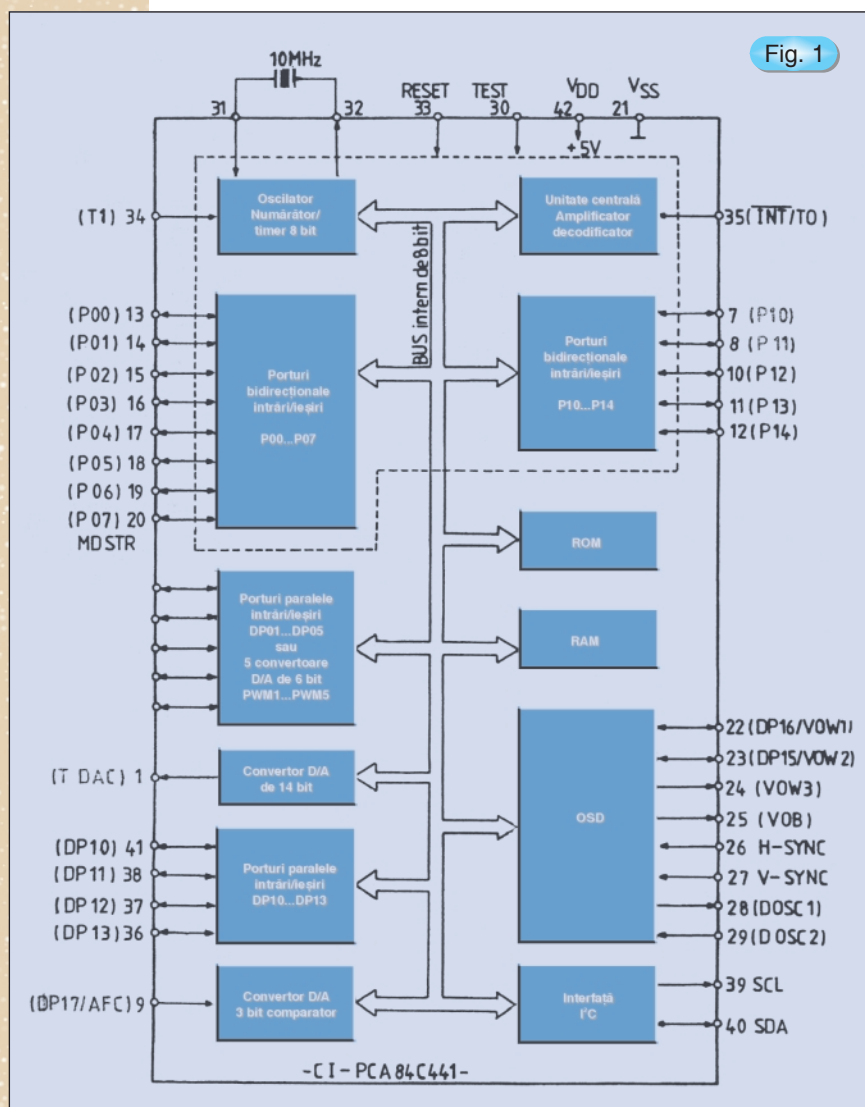 Fig. 1
10MHz
31
32
RESET
33
TEST
30
VDD
42
+5V
VSS
21
(T1) 34
Oscilator
Numărător/
timer 8 bit
BUS intern de 8 bit
Unitate centrală
Amplificator
decodificator
35(INT/TO)
(P00) 13
(P01) 14
(P02) 15
(P03) 16
(P04) 17
(P05) 18
(P06) 19
(P07) 20
MDSTR
Porturi
bidirecționale
intrări/ieșiri
P00...P07
Porturi
bidirecționale
intrări/ieșiri
P10...P14
7 (P10)
8 (P11)
10(P12)
11(P13)
12(P14)
ROM
RAM
Porturi paralele
intrări/ieșiri
DP01...DP05
sau
5 convertoare
D/A de 6 bit
PWM1...PWM5
(T DAC) 1
Convertor D/A
de 14 bit
(DP10) 41
(DP11) 38
(DP12) 37
(DP13) 36
Porturi paralele
intrări/ieșiri
DP10...DP13
(DP17/AFC) 9
Convertor D/A
3 bit comparator
OSD
22(DP16/VOW1)
23(DP15/VOW2)
24 (VOW3)
25 (VOB)
26 H-SYNC
27 V-SYNC
28(DOSC1)
29(DOSC2)
Interfață
I²C
39 SCL
40 SDA
-CI-PCA84C441-